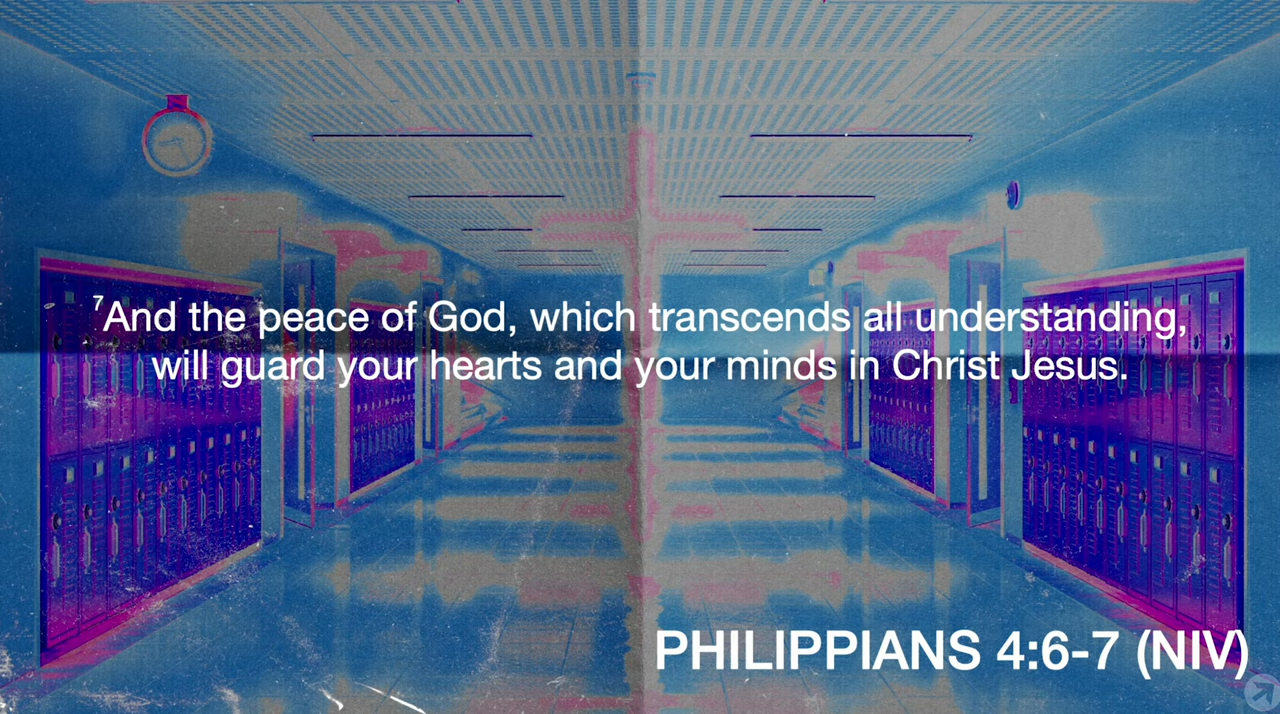 ⁷And the peace of God, which transcends all understanding,
will guard your hearts and your minds in Christ Jesus.
PHILIPPIANS 4:6-7 (NIV)